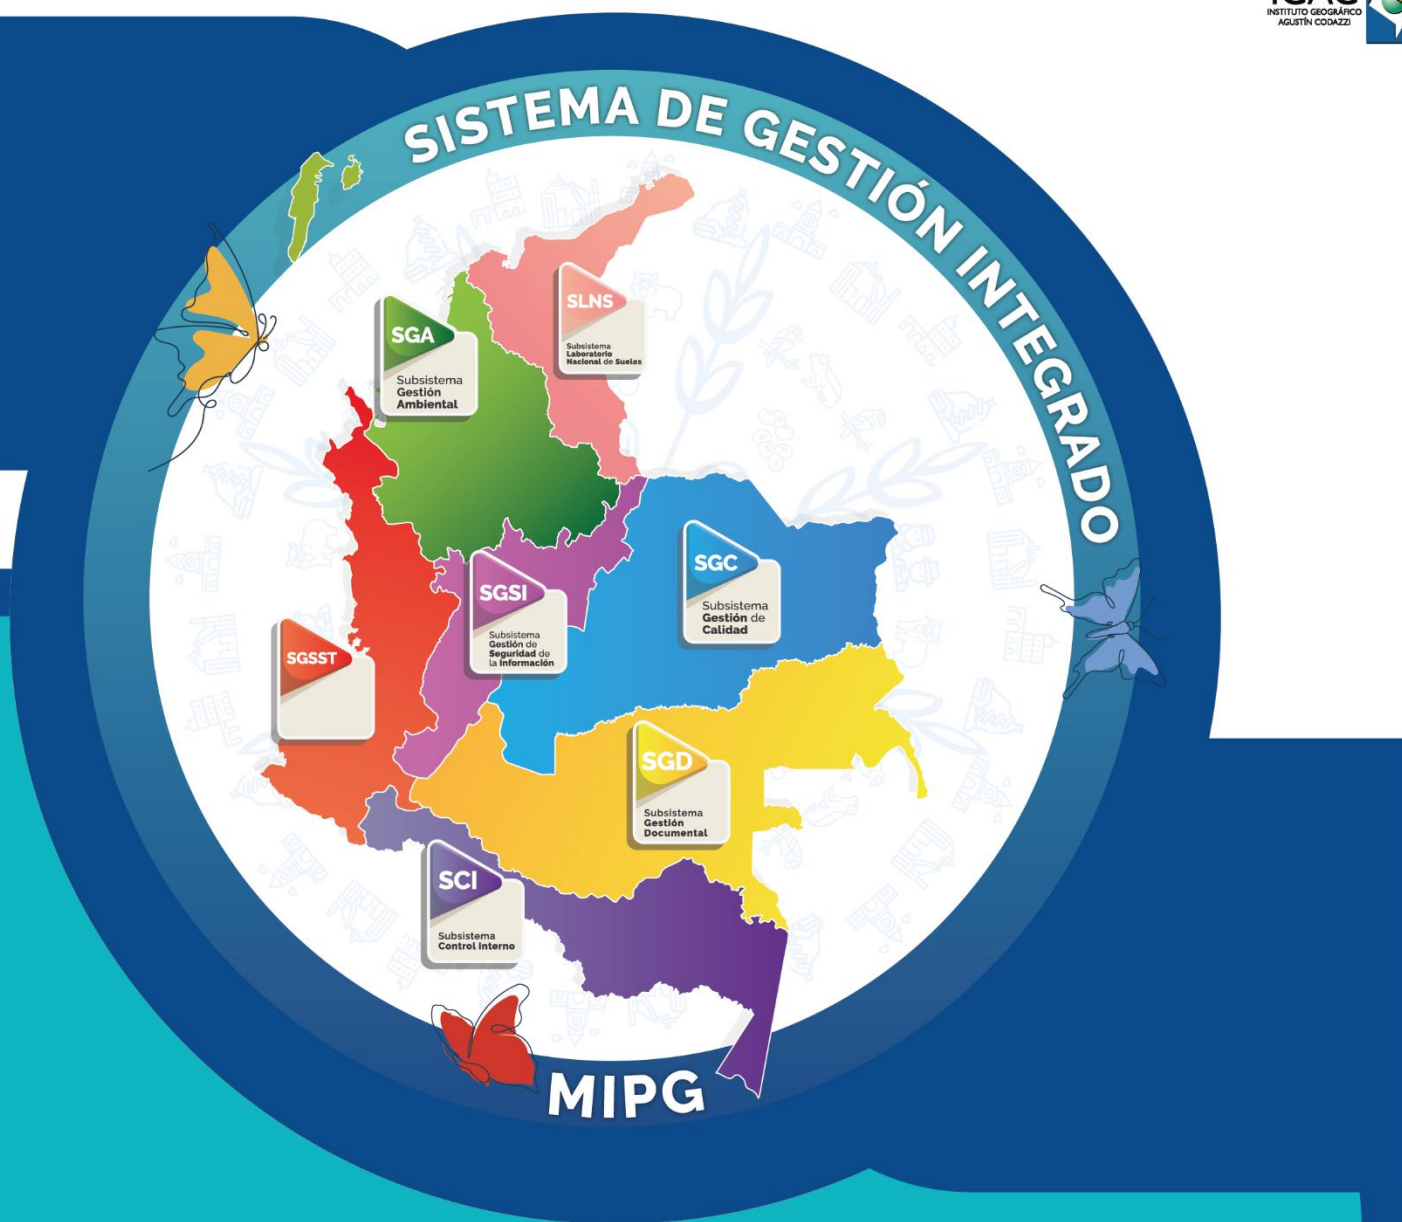 IGAC
INSTITUTO GEOGRÁFICO
AGUSTÍN CODAZZI
SISTEMA DE GESTIÓN INTEGRADO
SLNS
Subsistema
Laboratorio
Nacional de Suelos
SGA
Subsistema
Gestión
Ambiental
SGC
Subsistema
Gestión de
Calidad
SGSI
Subsistema
Gestión de
Seguridad de
la Información
SGSST
SGD
Subsistema
Gestión
Documental
SCI
Subsistema
Control Interno
MIPG